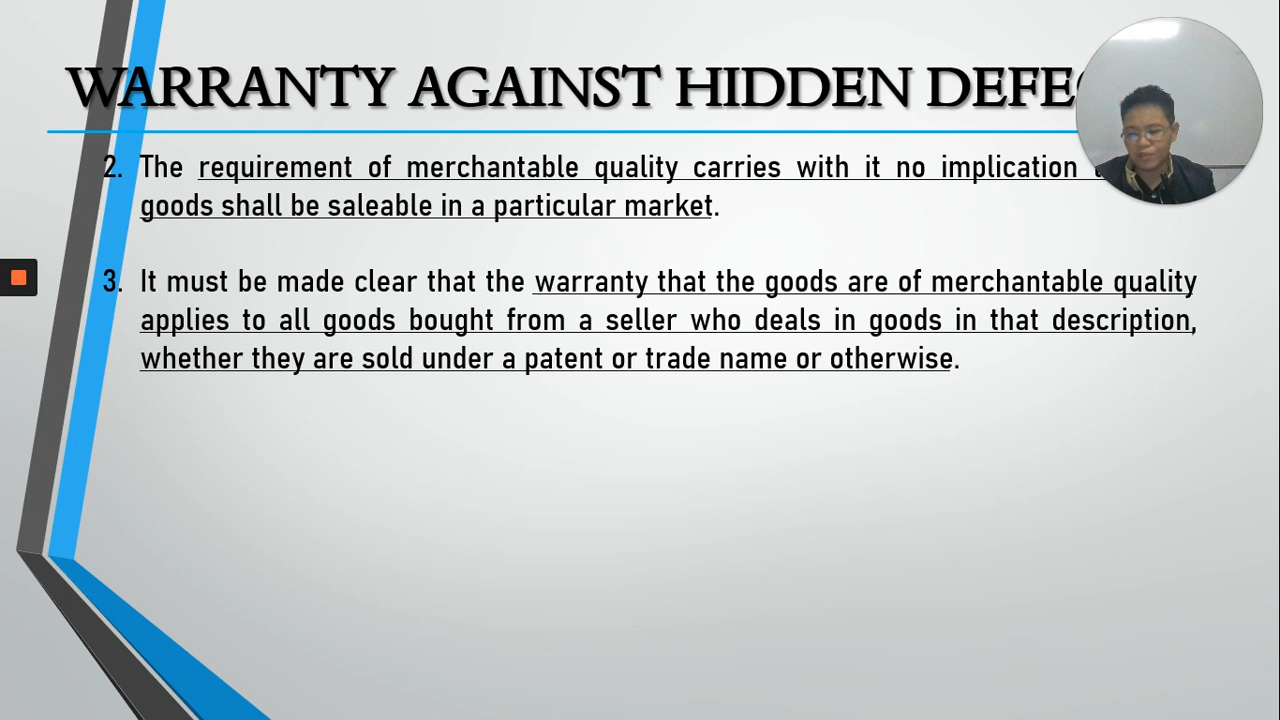 WARRANTY AGAINST HIDDEN
2. The requirement of merchantable quality carries with it no implication
goods shall be saleable in a particular market.
3. It must be made clear that the warranty that the goods are of merchantable quality
applies to all goods bought from a seller who deals in goods in that description,
whether they are sold under a patent or trade name or otherwise.